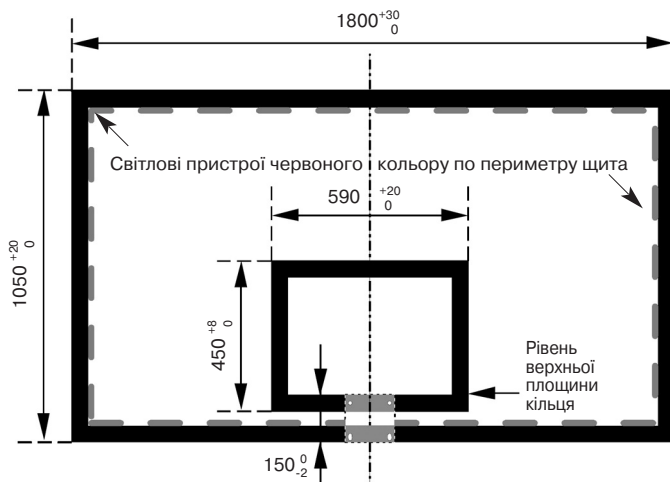 1800 +30 0
Світлові пристрої червоного кольору по периметру щита
590 +20 0
1050 +20 0
450 +8 0
Рівень
верхньої
площини
кільця
150 0 -2